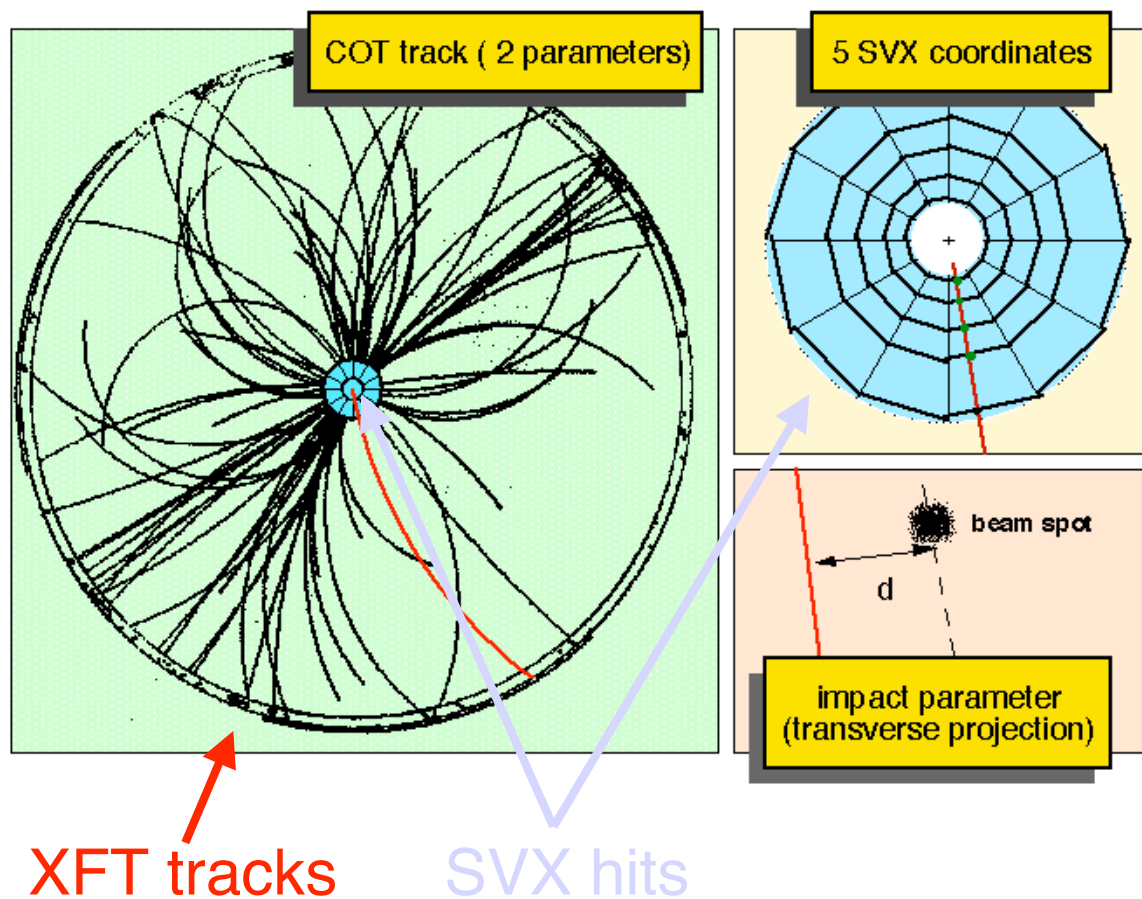 COT track ( 2 parameters)
5 SVX coordinates
beam spot
d
impact parameter
(transverse projection)
XFT tracks
SVX hits